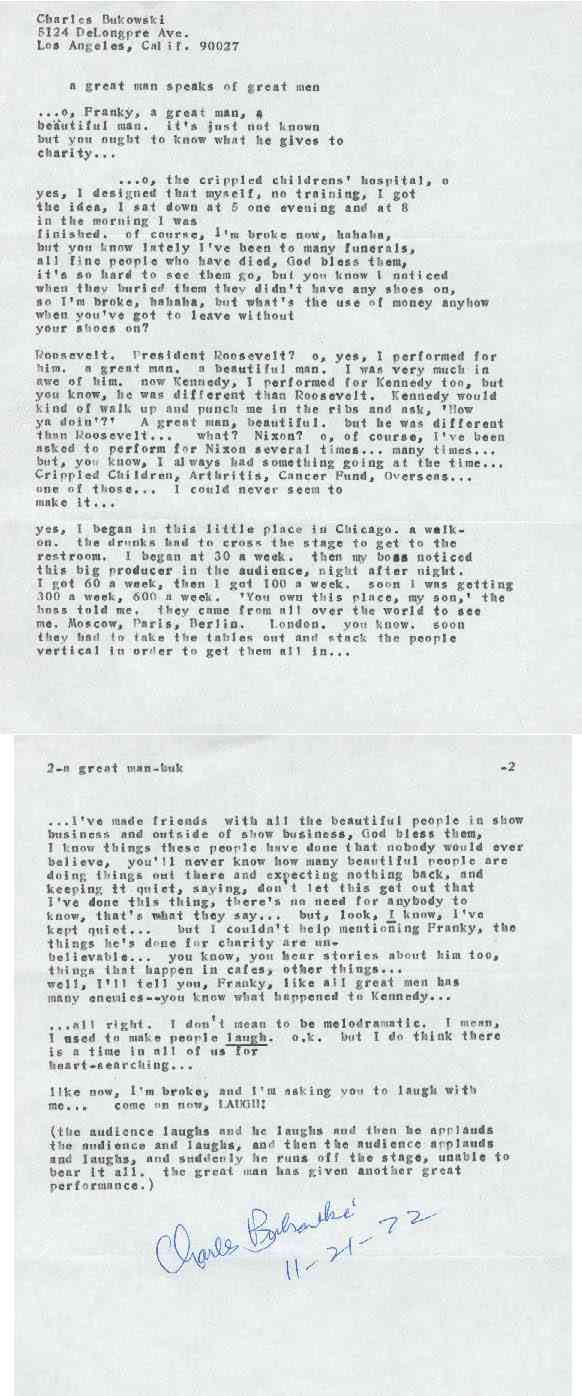 Charles Bukowski
5124 DeLongpre Ave.
Los Angeles, Calif. 90027
a great man speaks of great men
...o, Franky, a great man, a
beautiful man. it's just not known
but you ought to know what he gives to
charity...
...o, the crippled childrens' hospital, o
yes, I designed that myself, no training, I got
the idea, I sat down at 5 one evening and at 8
in the morning I was
finished. of course, I'm broke now, hahaha,
but you know lately I've been to many funerals,
all fine people who have died, God bless them,
it's so hard to see them go, but you know I noticed
when they buried them they didn't have any shoes on,
so I'm broke, hahaha, but what's the use of money anyhow
when you've got to leave without
your shoes on?
Roosevelt. President Roosevelt? o, yes, I performed for
him. a great man. a beautiful man. I was very much in
awe of him. now Kennedy, I performed for Kennedy too, but
you know, he was different than Roosevelt. Kennedy would
kind of walk up and punch me in the ribs and ask, 'How
ya doin'?' A great man, beautiful. but he was different
than Roosevelt... what? Nixon? o, of course, I've been
asked to perform for Nixon several times... many times...
but, you know, I always had something going at the time...
Crippled Children, Arthritis, Cancer Fund, Overseas...
one of those... I could never seem to
make it...
yes, I began in this little place in Chicago. a walk-
on. the drunks had to cross the stage to get to the
restroom. I began at 30 a week. then my boss noticed
this big producer in the audience, night after night.
I got 60 a week, then I got 100 a week. soon I was getting
300 a week, 600 a week. 'You own this place, my son,' the
boss told me. they came from all over the world to see
me. Moscow, Paris, Berlin. London. you know. soon
they had to take the tables out and stack the people
vertical in order to get them all in...
2-a great man-buk -2
...I've made friends with all the beautiful people in show
business and outside of show business, God bless them,
I know things these people have done that nobody would ever
believe, you'll never know how many beautiful people are
doing things out there and expecting nothing back, and
keeping it quiet, saying, don't let this get out that
I've done this thing, there's no need for anybody to
know, that's what they say... but, look, I know, I've
kept quiet... but I couldn't help mentioning Franky, the
things he's done for charity are un-
believable... you know, you hear stories about him too,
things that happen in cafes, other things...
well, I'll tell you, Franky, like all great men has
many enemies--you know what happened to Kennedy...
...all right. I don't mean to be melodramatic. I mean,
I used to make people laugh. o.k. but I do think there
is a time in all of us for
heart-searching...
like now, I'm broke, and I'm asking you to laugh with
me... come on now, LAUGH!
(the audience laughs and he laughs and then he applauds
the audience and laughs, and then the audience applauds
and laughs, and suddenly he runs off the stage, unable to
bear it all. the great man has given another great
performance.)
Charles Bukowski
11-21-72